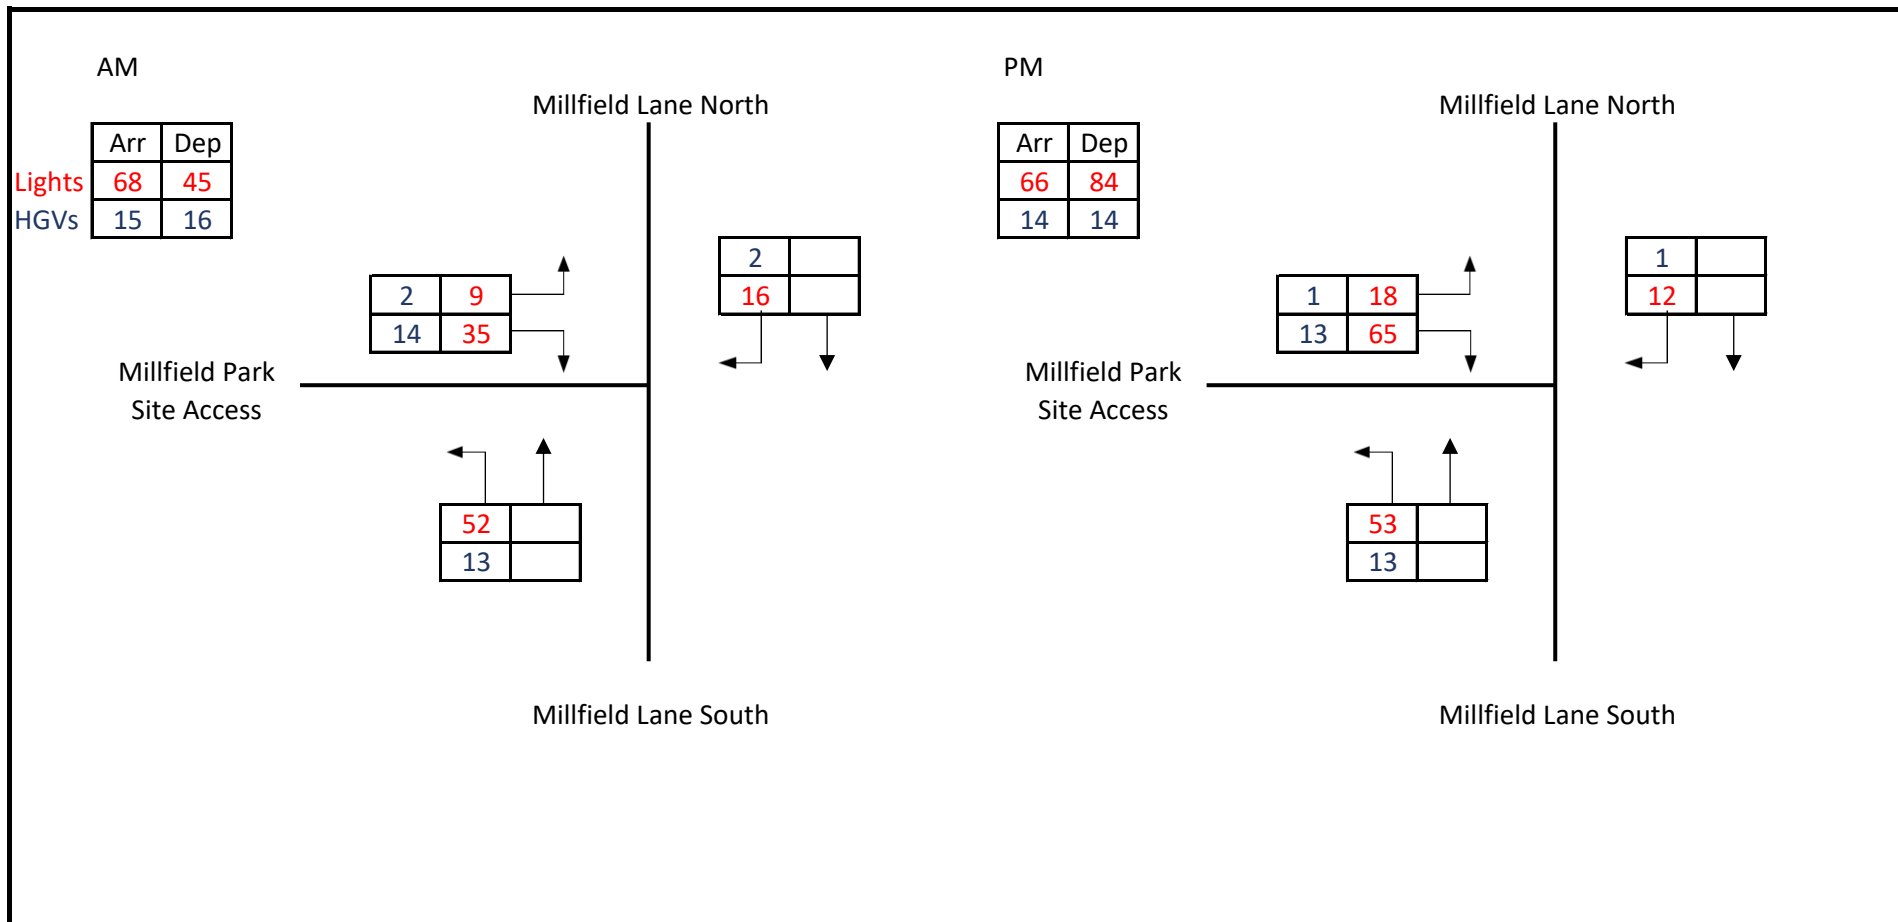 AM
Millfield Lane North
Arr Dep
Lights 68 45
HGVs 15 16
2
2 9
16
14 35
Millfield Park
Site Access
52
13
Millfield Lane South
PM
Millfield Lane North
Arr Dep
66 84
14 14
1
1 18
12
13 65
Millfield Park
Site Access
53
13
Millfield Lane South